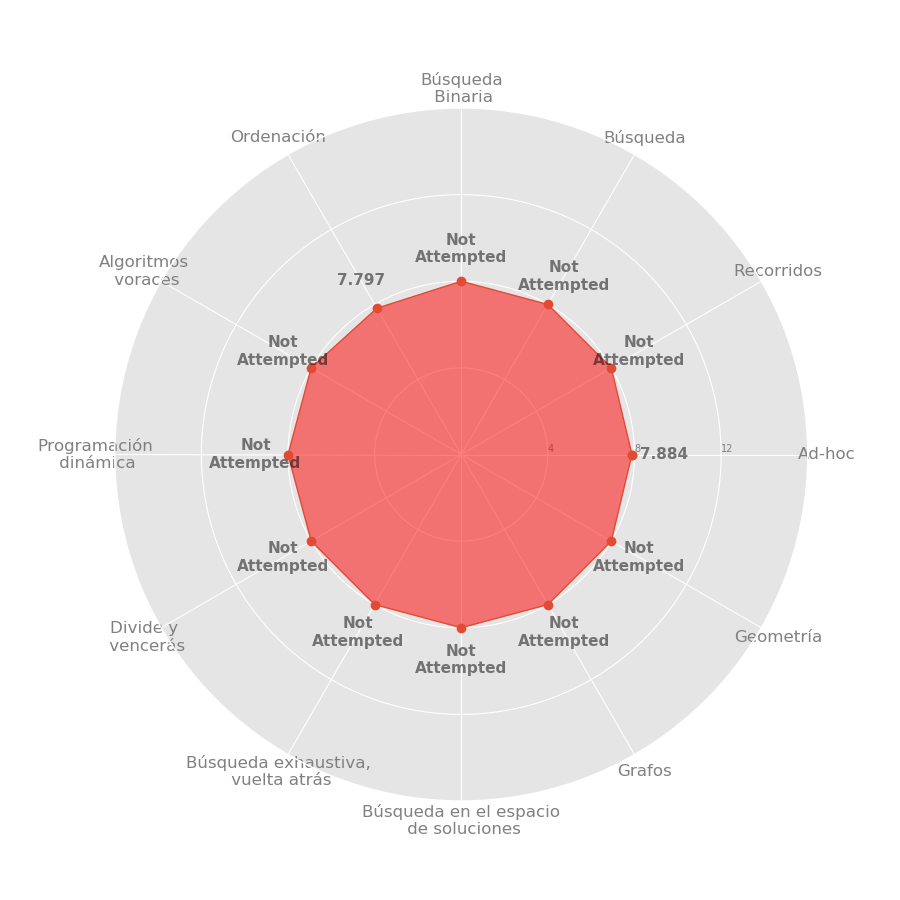 Búsqueda
Binaria
Ordenación
Búsqueda
Not
Attempted
Algoritmos
voraces
7.797
Not
Attempted
Recorridos
Not
Attempted
Not
Attempted
Programación
dinámica
Not
Attempted
4
8
7.884
12
Ad-hoc
Not
Attempted
Not
Attempted
Divide y
vencerás
Not
Attempted
Not
Attempted
Not
Attempted
Geometría
Búsqueda exhaustiva,
vuelta atrás
Grafos
Búsqueda en el espacio
de soluciones